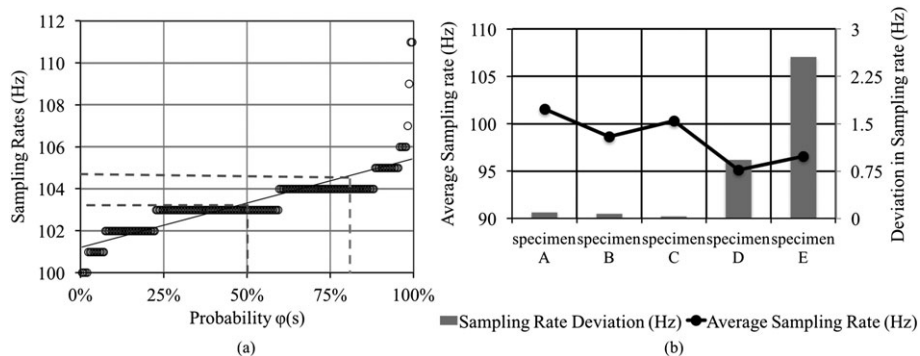 112
110
108
106
104
102
100
Sampling Rates (Hz)
0% 25% 50% 75% 100%
Probability φ(s)
(a)
110
105
100
95
90
Average Sampling rate (Hz)
3
2.25
1.5
0.75
0
Deviation in Sampling rate (Hz)
specimen specimen specimen specimen specimen
A B C D E
Sampling Rate Deviation (Hz) Average Sampling Rate (Hz)
(b)